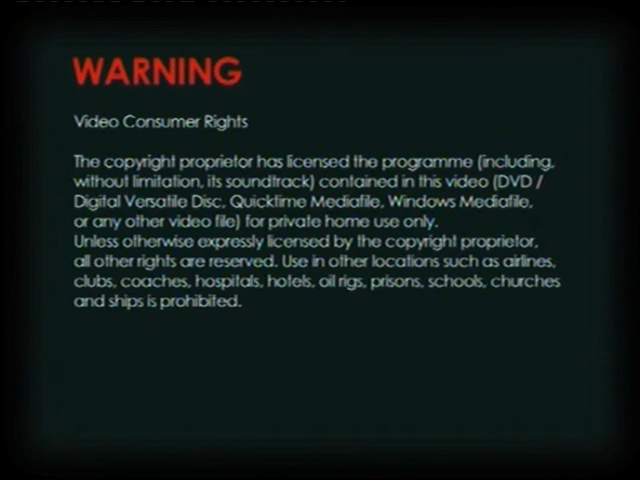 WARNING
Video Consumer Rights
The copyright proprietor has licensed the programme (including,
without limitation, its soundtrack) contained in this video (DVD /
Digital Versatile Disc, Quicktime Mediafile, Windows Mediafile,
or any other video file) for private home use only.
Unless otherwise expressly licensed by the copyright proprietor,
all other rights are reserved. Use in other locations such as airlines,
clubs, coaches, hospitals, hotels, oil rigs, prisons, schools, churches
and ships is prohibited.